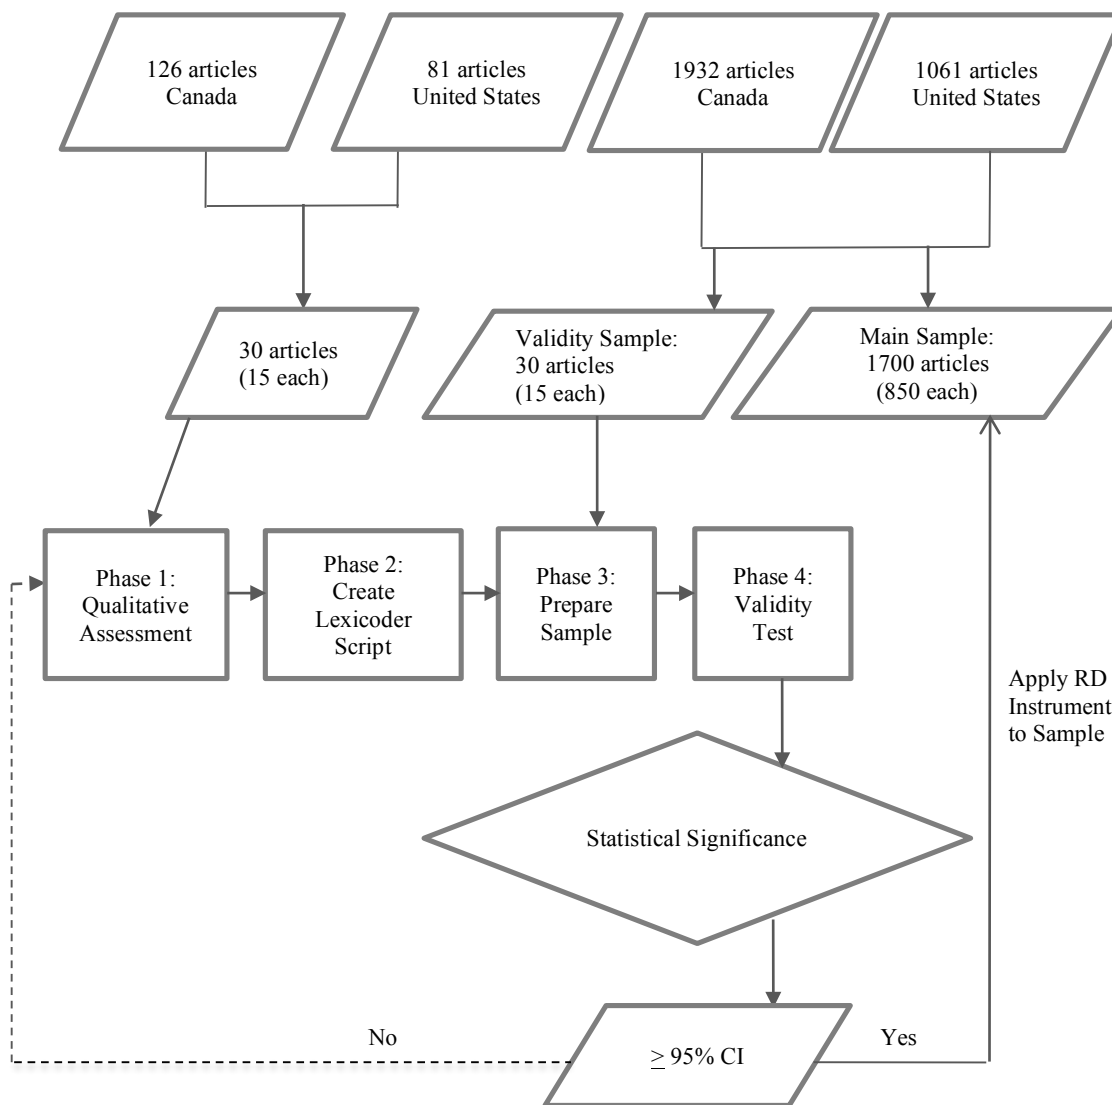 126 articles
Canada
81 articles
United States
1932 articles
Canada
1061 articles
United States
30 articles
(15 each)
Validity Sample:
30 articles
(15 each)
Main Sample:
1700 articles
(850 each)
Phase 1:
Qualitative
Assessment
Phase 2:
Create
Lexicoder
Script
Phase 3:
Prepare
Sample
Phase 4:
Validity
Test
Apply RD
Instrument
to Sample
Statistical Significance
No
≥ 95% CI
Yes